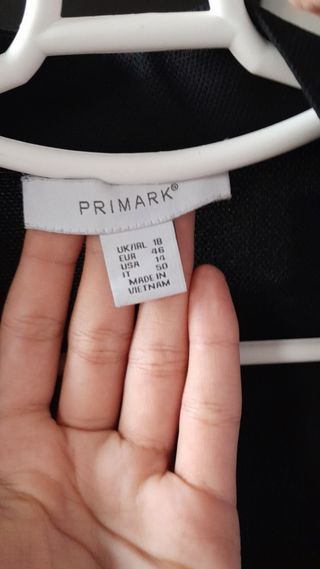 PRIMARK®
UK/IRL 18
EUR 46
USA 14
IT 50
MADE IN
VIETNAM